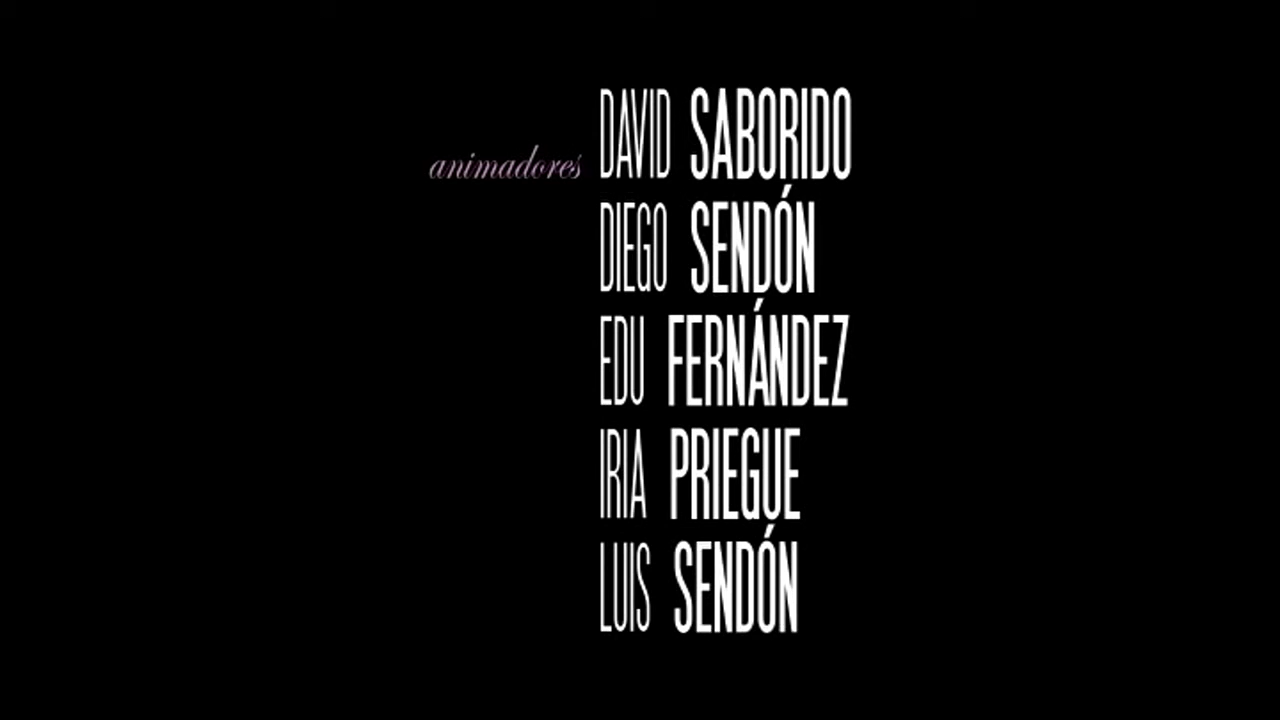 animadores DAVID SABORIDO
DIEGO SENDÓN
EDU FERNÁNDEZ
IRIA PRIEGUE
LUIS SENDÓN